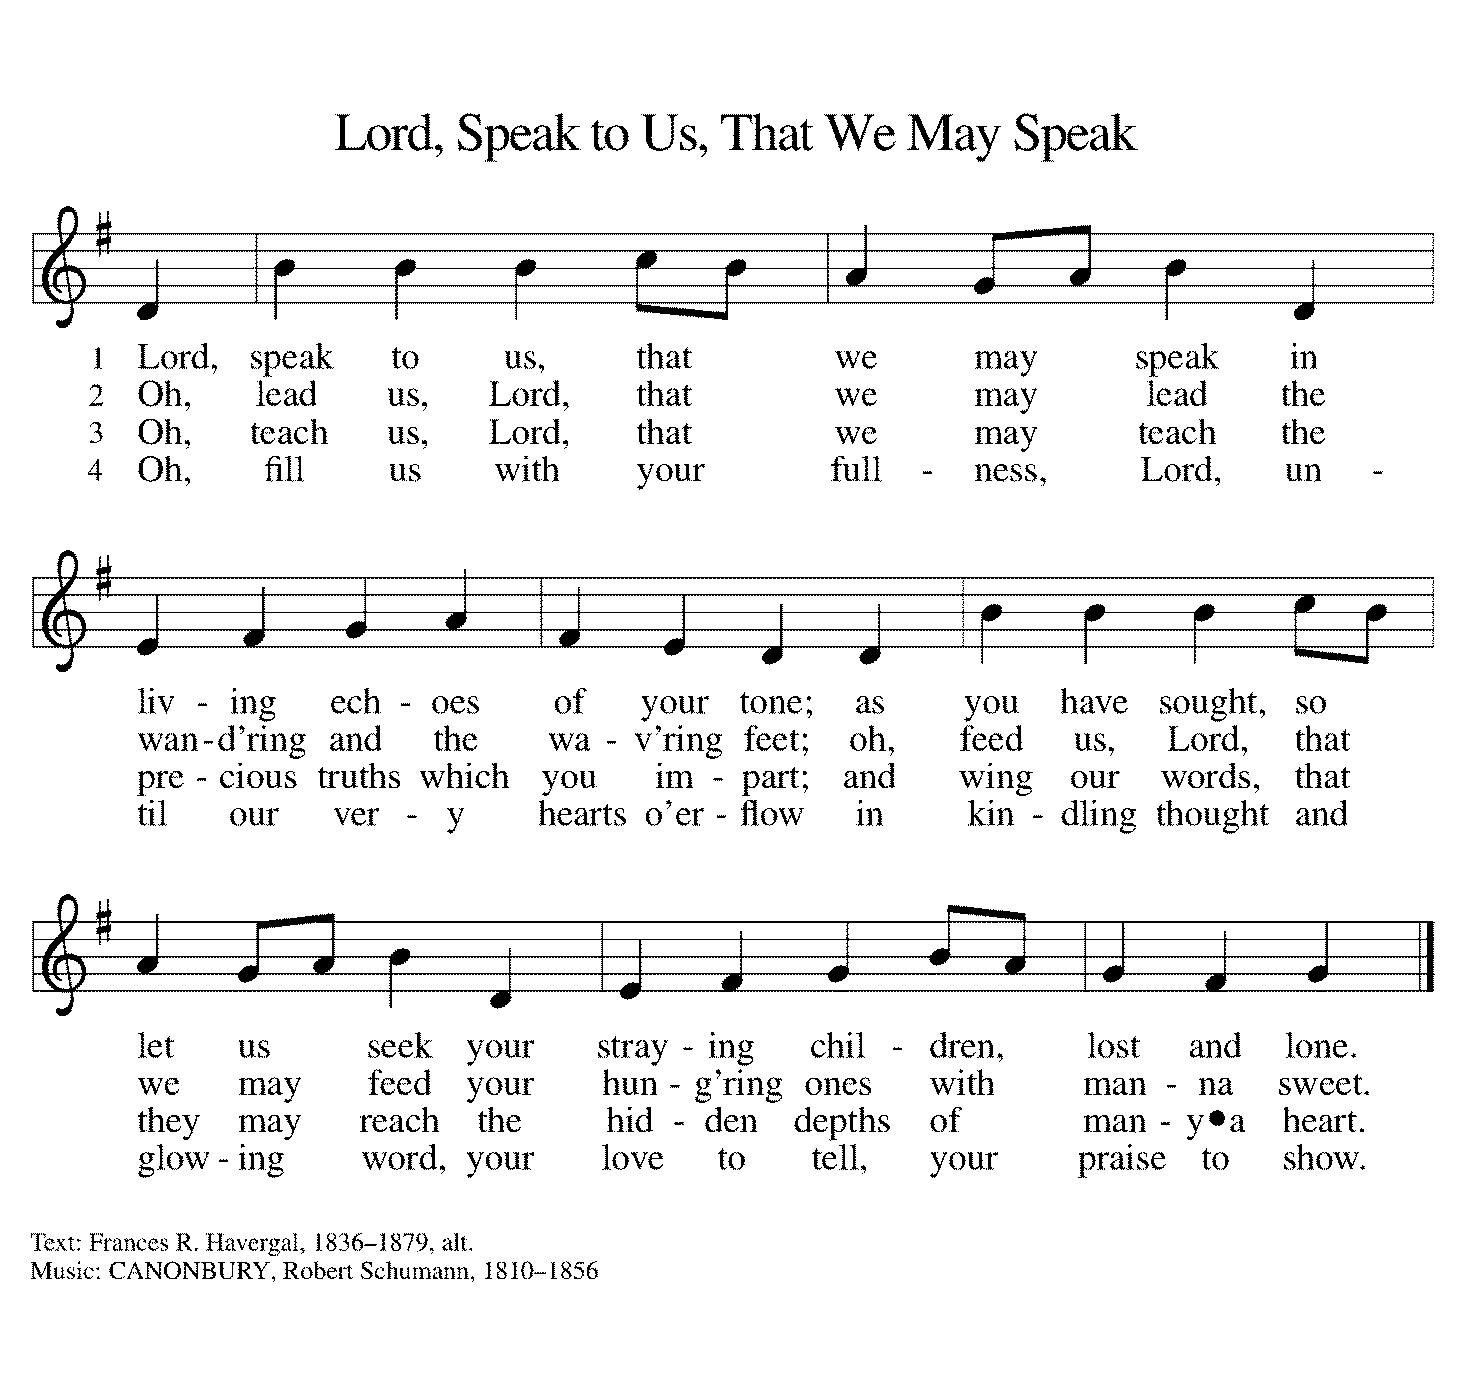 Lord, Speak to Us, That We May Speak
1 Lord, speak to us, that we may speak in
2 Oh, lead us, Lord, that we may lead the
3 Oh, teach us, Lord, that we may teach the
4 Oh, fill us with your full - ness, Lord, un -
liv - ing ech - oes of your tone; as you have sought, so
wan - d'ring and the wa - v'ring feet; oh, feed us, Lord, that
pre - cious truths which you im - part; and wing our words, that
til our ver - y hearts o'er - flow in kin - dling thought and
let us seek your stray - ing chil - dren, lost and lone.
we may feed your hun - g'ring ones with man - na sweet.
they may reach the hid - den depths of man - y•a heart.
glow - ing word, your love to tell, your praise to show.
Text: Frances R. Havergal, 1836–1879, alt.
Music: CANONBURY, Robert Schumann, 1810–1856